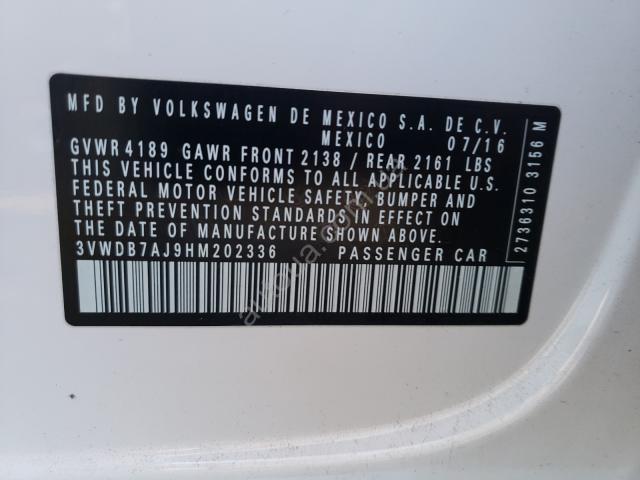 MFD BY VOLKSWAGEN DE MEXICO S.A. DE C.V.
MEXICO 07/16
GVWR 4189 GAWR FRONT 2138 / REAR 2161 LBS
THIS VEHICLE CONFORMS TO ALL APPLICABLE U.S.
FEDERAL MOTOR VEHICLE SAFETY, BUMPER AND
THEFT PREVENTION STANDARDS IN EFFECT ON
THE DATE OF MANUFACTURE SHOWN ABOVE
3VWDB7AJ9HM202336 PASSENGER CAR
27363103156 M